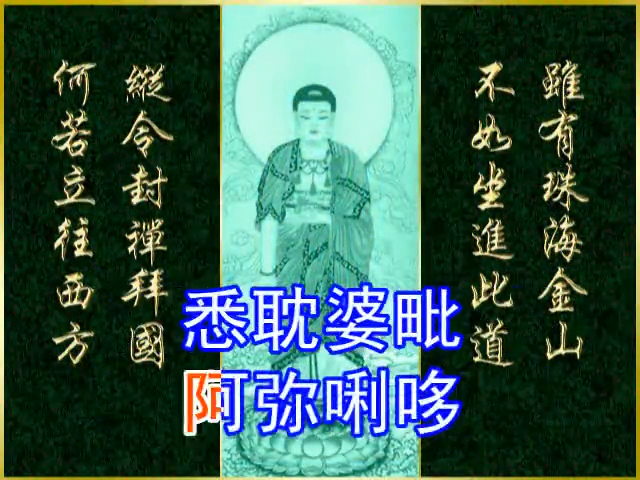 雖有珠海金山
不如坐進此道
縱令封禪拜國
何若立往西方
悉耽婆毗
阿弥唎哆